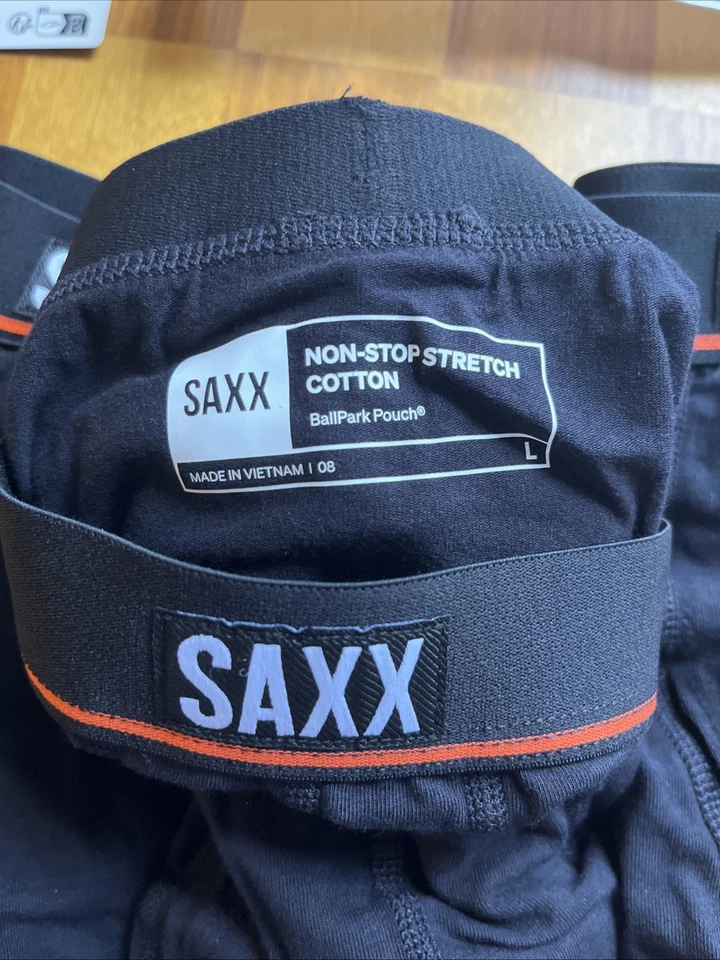 SAXX
NON-STOP STRETCH
COTTON
BallPark Pouch®
L
MADE IN VIETNAM | 08
SAXX